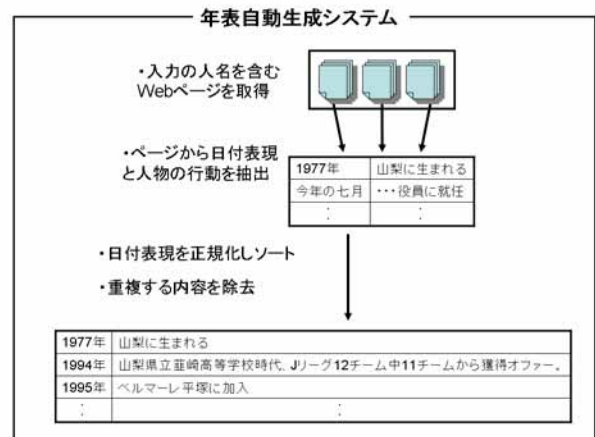 年表自動生成システム
・入力の人名を含む
Webページを取得
・ページから日付表現
と人物の行動を抽出
1977年 山梨に生まれる
今年の七月 ・・・役員に就任
: :
・日付表現を正規化しソート
・重複する内容を除去
1977年 山梨に生まれる
1994年 山梨県立韮崎高等学校時代、Jリーグ12チーム中11チームから獲得オファー。
1995年 ベルマーレ平塚に加入
: :